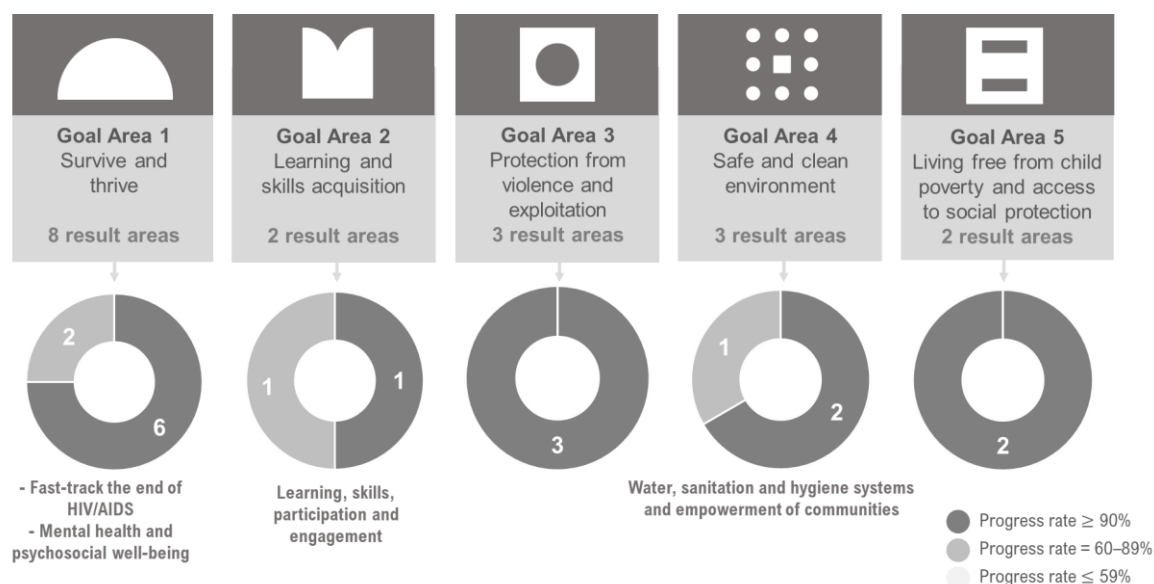 Goal Area 1
Survive and
thrive
8 result areas
Goal Area 2
Learning and
skills acquisition
2 result areas
Goal Area 3
Protection from
violence and
exploitation
3 result areas
Goal Area 4
Safe and clean
environment
3 result areas
Goal Area 5
Living free from child
poverty and access
to social protection
2 result areas
2
6
1
1
3
1
2
2
- Fast-track the end of
HIV/AIDS
- Mental health and
psychosocial well-being
Learning, skills,
participation and
engagement
Water, sanitation and hygiene systems
and empowerment of communities
Progress rate ≥ 90%
Progress rate = 60–89%
Progress rate ≤ 59%